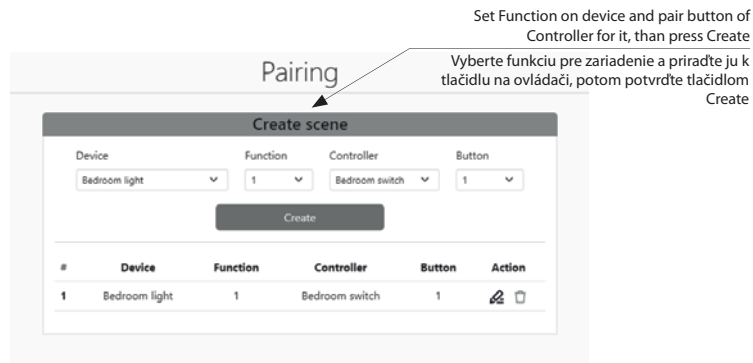 Set Function on device and pair button of
Controller for it, than press Create
Vyberte funkciu pre zariadenie a priraďte ju k
tlačidlu na ovládači, potom potvrďte tlačidlom
Create
Pairing
Create scene
Device Function Controller Button
Bedroom light 1 Bedroom switch 1
Create
# Device Function Controller Button Action
1 Bedroom light 1 Bedroom switch 1